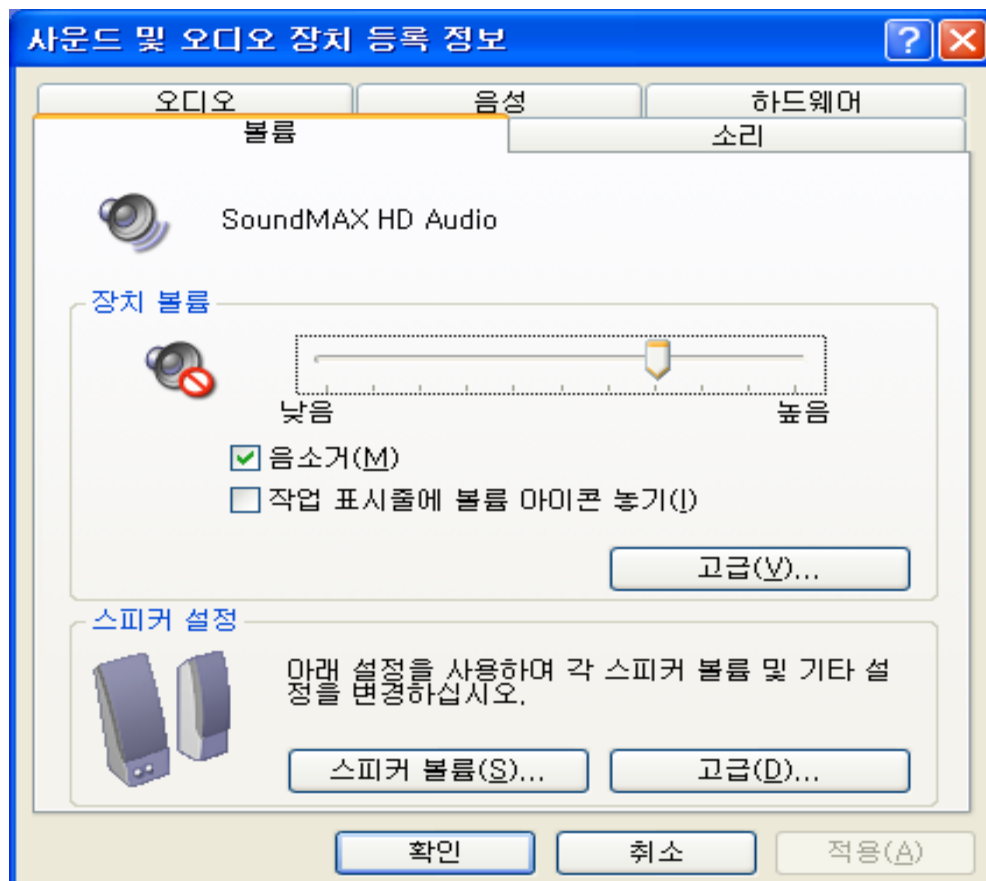 사운드 및 오디오 장치 등록 정보
오디오
음성
하드웨어
볼륨
소리
SoundMAX HD Audio
장치 볼륨
낮음
높음
음소거(M)
작업 표시줄에 볼륨 아이콘 놓기(I)
고급(V)...
스피커 설정
아래 설정을 사용하여 각 스피커 볼륨 및 기타 설
정을 변경하십시오.
스피커 볼륨(S)...
고급(D)...
확인
취소
적용(A)